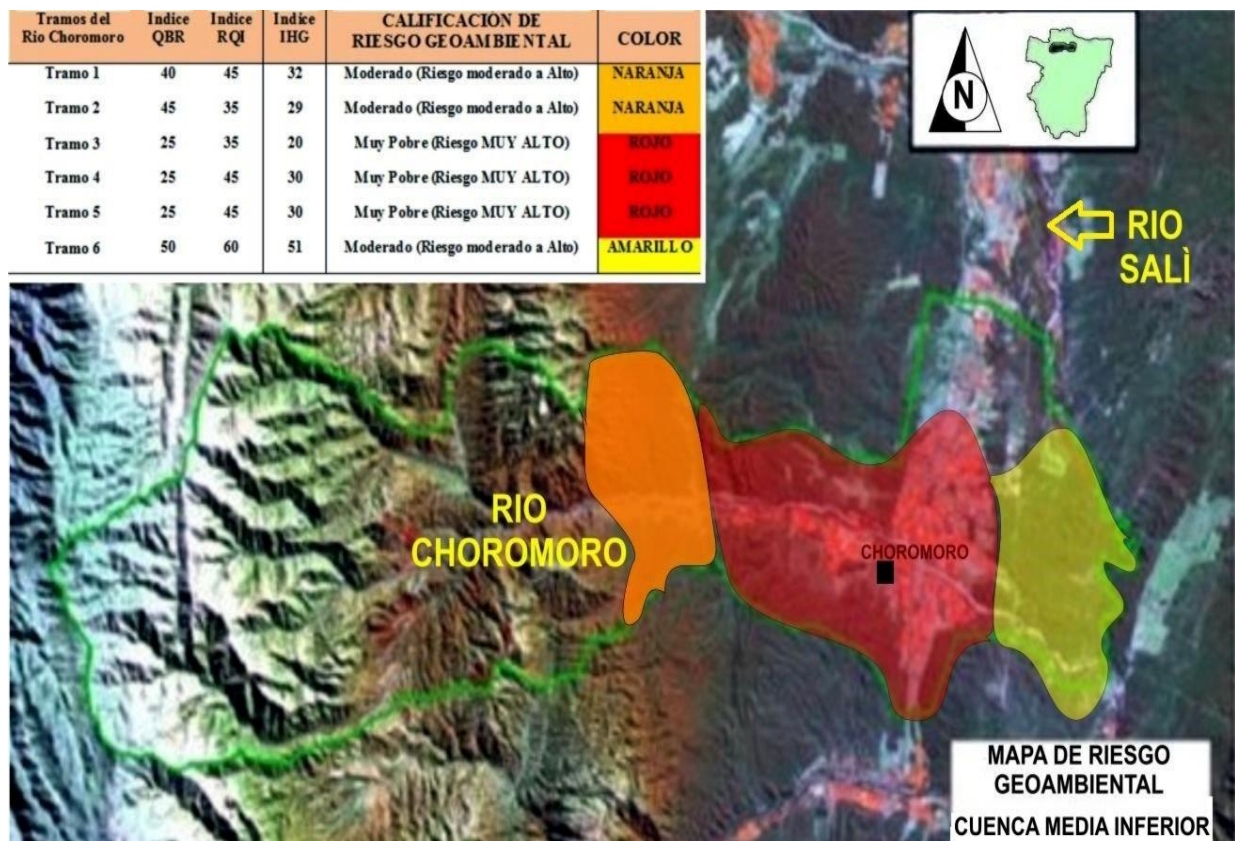 Tramos del Rio Choromoro | Indice QBR | Indice RQI | Indice IHG | CALIFICACIÓN DE RIESGO GEOAMBIENTAL | COLOR
Tramo 1 | 40 | 45 | 32 | Moderado (Riesgo moderado a Alto) | NARANJA
Tramo 2 | 45 | 35 | 29 | Moderado (Riesgo moderado a Alto) | NARANJA
Tramo 3 | 25 | 35 | 20 | Muy Pobre (Riesgo MUY ALTO) | ROJO
Tramo 4 | 25 | 45 | 30 | Muy Pobre (Riesgo MUY ALTO) | ROJO
Tramo 5 | 25 | 45 | 30 | Muy Pobre (Riesgo MUY ALTO) | ROJO
Tramo 6 | 50 | 60 | 51 | Moderado (Riesgo moderado a Alto) | AMARILLO
N
RIO
SALÌ
RIO
CHOROMORO
CHOROMORO
MAPA DE RIESGO
GEOAMBIENTAL
CUENCA MEDIA INFERIOR